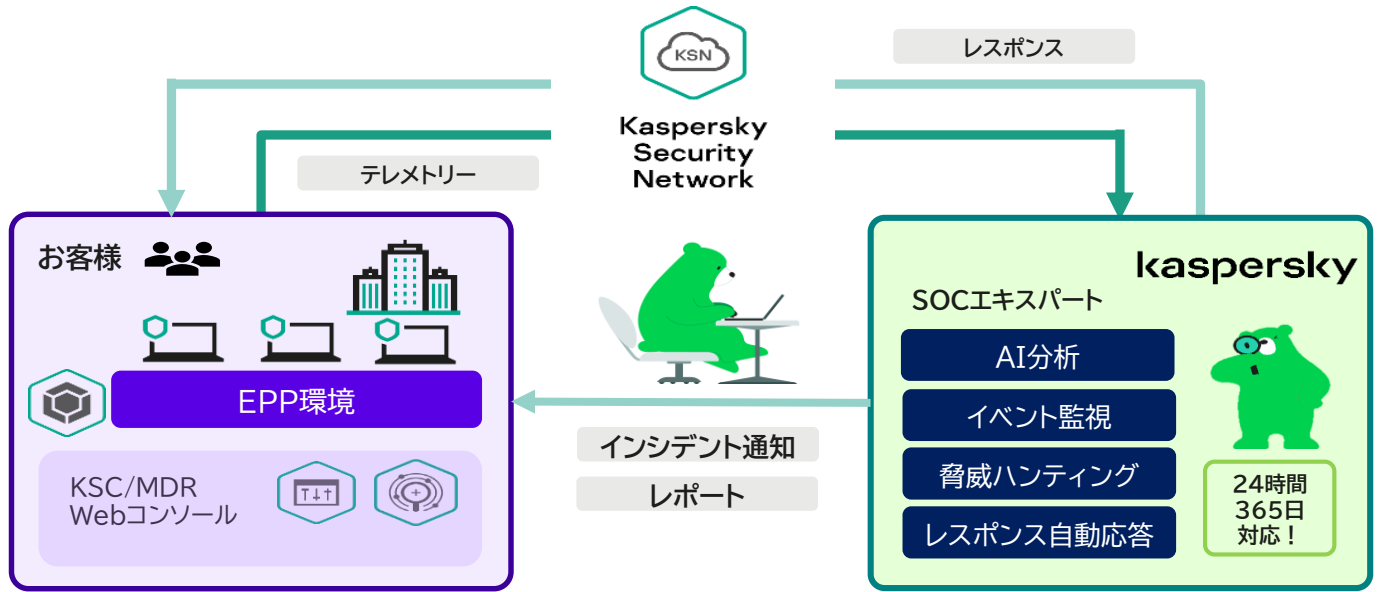 KSN
レスポンス
Kaspersky
Security
Network
テレメトリー
お客様
EPP環境
KSC/MDR
Webコンソール
インシデント通知
レポート
kaspersky
SOCエキスパート
AI分析
イベント監視
脅威ハンティング
レスポンス自動応答
24時間
365日
対応！